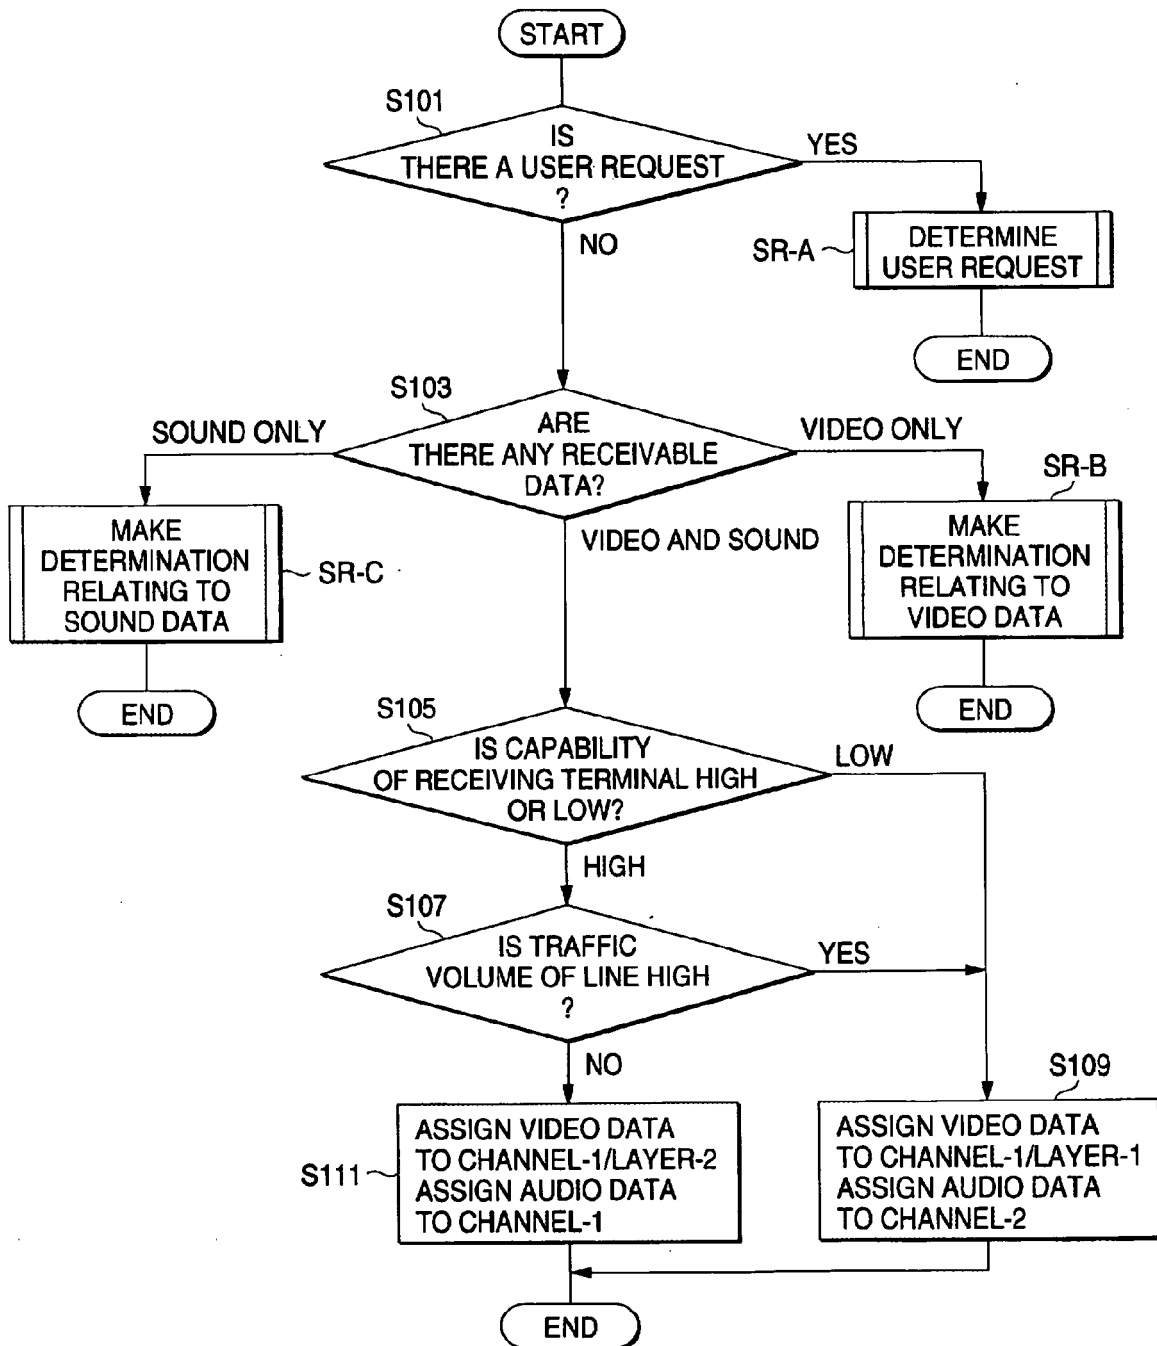 START
S101
IS
THERE A USER REQUEST
?
YES
NO
SR-A
DETERMINE
USER REQUEST
END
S103
ARE
THERE ANY RECEIVABLE
DATA?
SOUND ONLY
VIDEO ONLY
VIDEO AND SOUND
MAKE
DETERMINATION
RELATING TO
SOUND DATA
SR-C
END
SR-B
MAKE
DETERMINATION
RELATING TO
VIDEO DATA
END
S105
IS CAPABILITY
OF RECEIVING TERMINAL HIGH
OR LOW?
LOW
HIGH
S107
IS TRAFFIC
VOLUME OF LINE HIGH
?
YES
NO
S111
ASSIGN VIDEO DATA
TO CHANNEL-1/LAYER-2
ASSIGN AUDIO DATA
TO CHANNEL-1
S109
ASSIGN VIDEO DATA
TO CHANNEL-1/LAYER-1
ASSIGN AUDIO DATA
TO CHANNEL-2
END